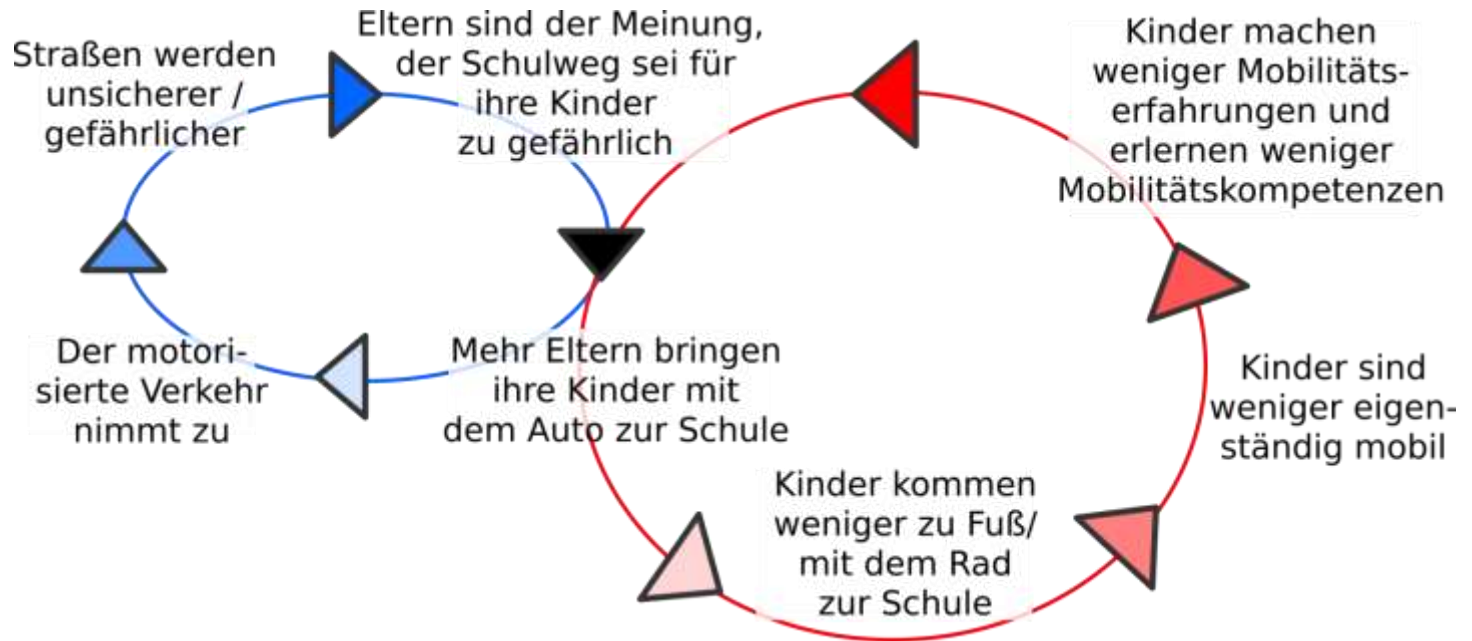 Straßen werden
unsicherer /
gefährlicher
Eltern sind der Meinung,
der Schulweg sei für
ihre Kinder
zu gefährlich
Kinder machen
weniger Mobilitäts-
erfahrungen und
erlernen weniger
Mobilitätskompetenzen
Der motori-
sierte Verkehr
nimmt zu
Mehr Eltern bringen
ihre Kinder mit
dem Auto zur Schule
Kinder sind
weniger eigen-
ständig mobil
Kinder kommen
weniger zu Fuß/
mit dem Rad
zur Schule